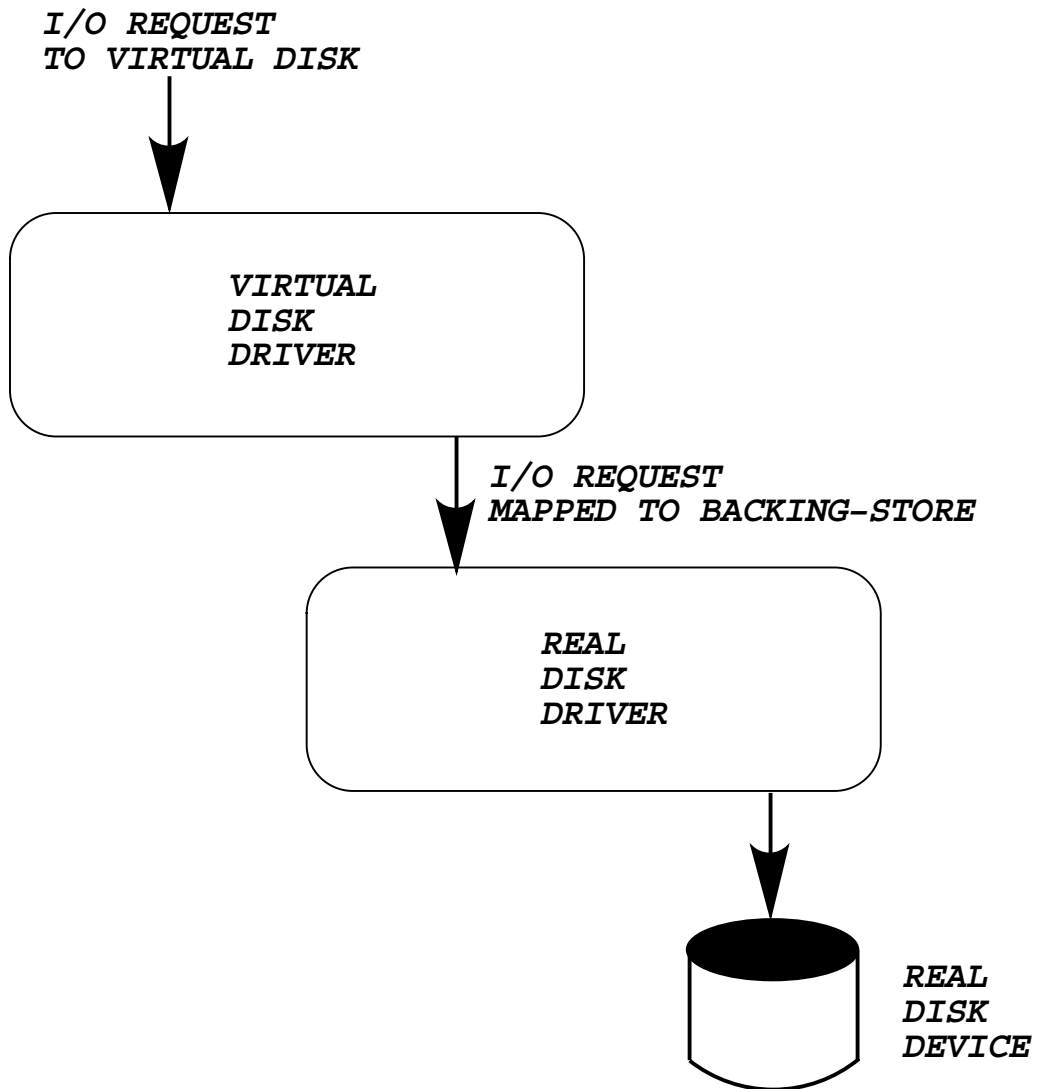 I/O REQUEST
TO VIRTUAL DISK
VIRTUAL
DISK
DRIVER
I/O REQUEST
MAPPED TO BACKING-STORE
REAL
DISK
DRIVER
REAL
DISK
DEVICE